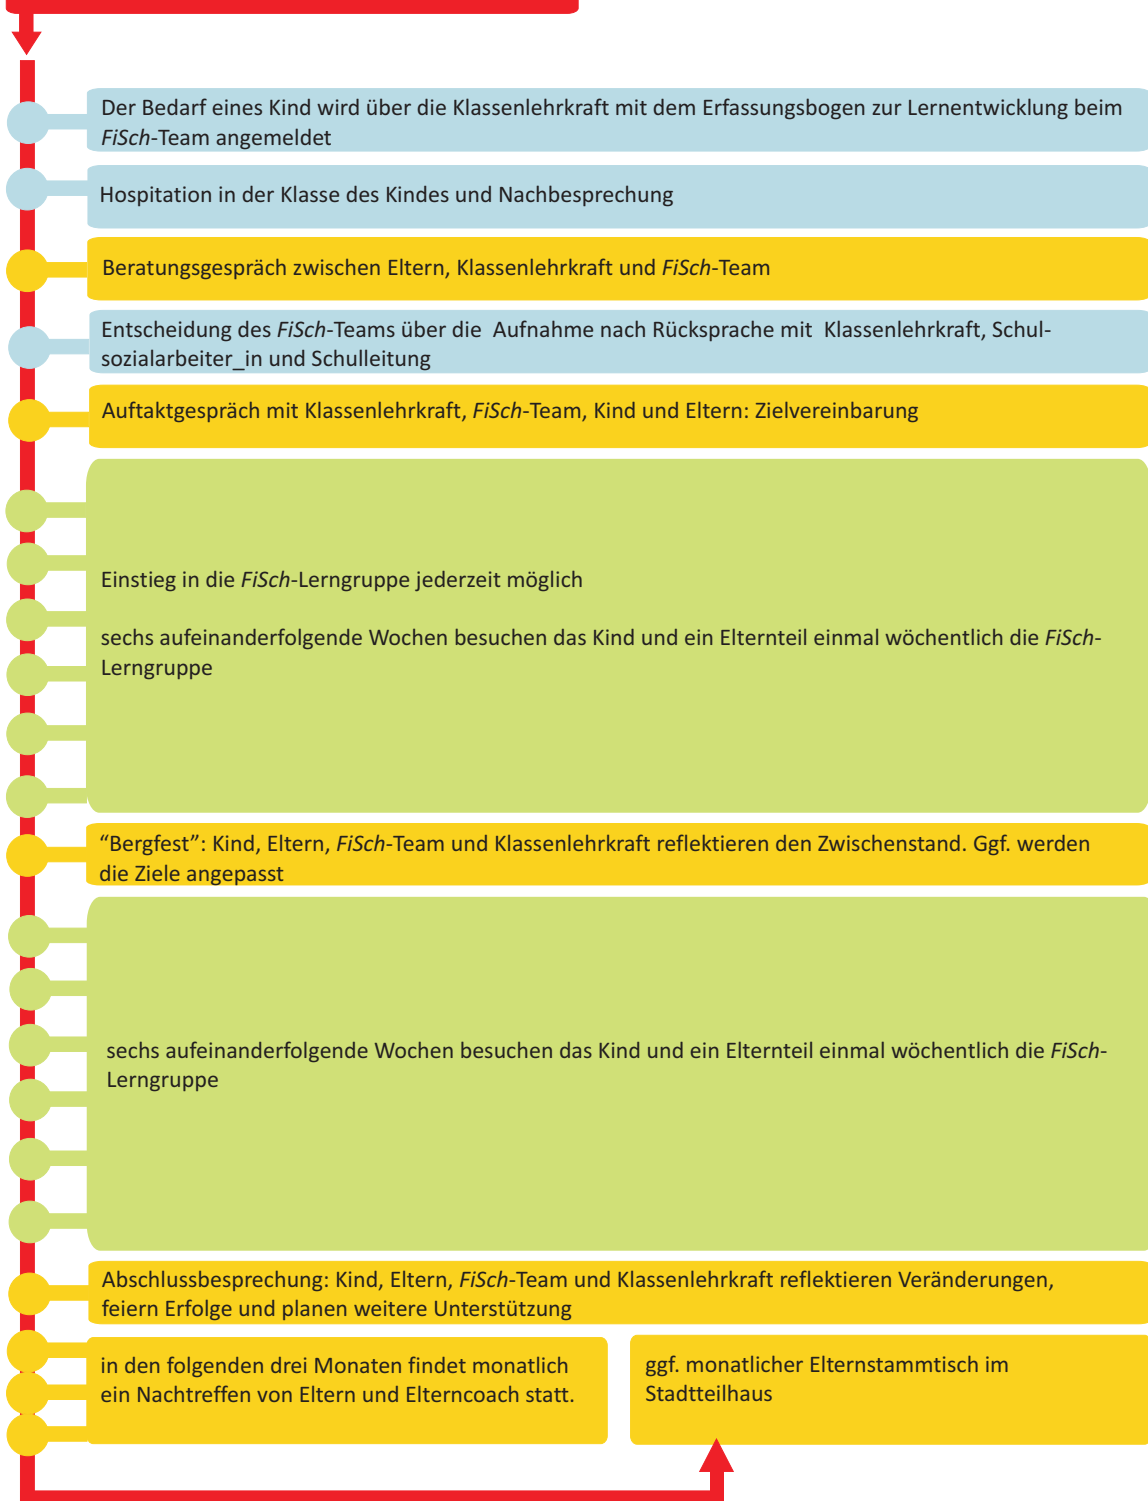 Der Bedarf eines Kind wird über die Klassenlehrkraft mit dem Erfassungsbogen zur Lernentwicklung beim
FiSch-Team angemeldet
Hospitation in der Klasse des Kindes und Nachbesprechung
Beratungsgespräch zwischen Eltern, Klassenlehrkraft und FiSch-Team
Entscheidung des FiSch-Teams über die Aufnahme nach Rücksprache mit Klassenlehrkraft, Schul-
sozialarbeiter_in und Schulleitung
Auftaktgespräch mit Klassenlehrkraft, FiSch-Team, Kind und Eltern: Zielvereinbarung
Einstieg in die FiSch-Lerngruppe jederzeit möglich
sechs aufeinanderfolgende Wochen besuchen das Kind und ein Elternteil einmal wöchentlich die FiSch-
Lerngruppe
“Bergfest”: Kind, Eltern, FiSch-Team und Klassenlehrkraft reflektieren den Zwischenstand. Ggf. werden
die Ziele angepasst
sechs aufeinanderfolgende Wochen besuchen das Kind und ein Elternteil einmal wöchentlich die FiSch-
Lerngruppe
Abschlussbesprechung: Kind, Eltern, FiSch-Team und Klassenlehrkraft reflektieren Veränderungen,
feiern Erfolge und planen weitere Unterstützung
in den folgenden drei Monaten findet monatlich
ein Nachtreffen von Eltern und Elterncoach statt.
ggf. monatlicher Elternstammtisch im
Stadtteilhaus